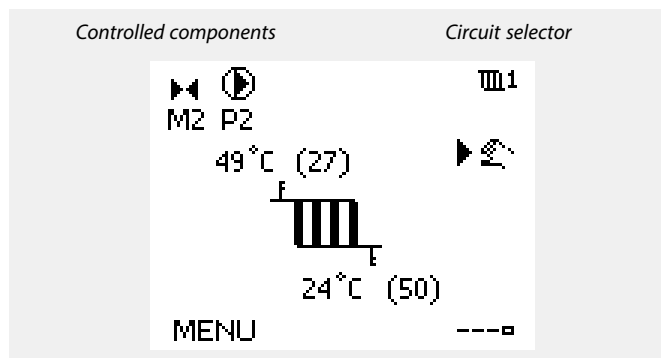 Controlled components Circuit selector
1
M2 P2
49°C (27)
24°C (50)
MENU